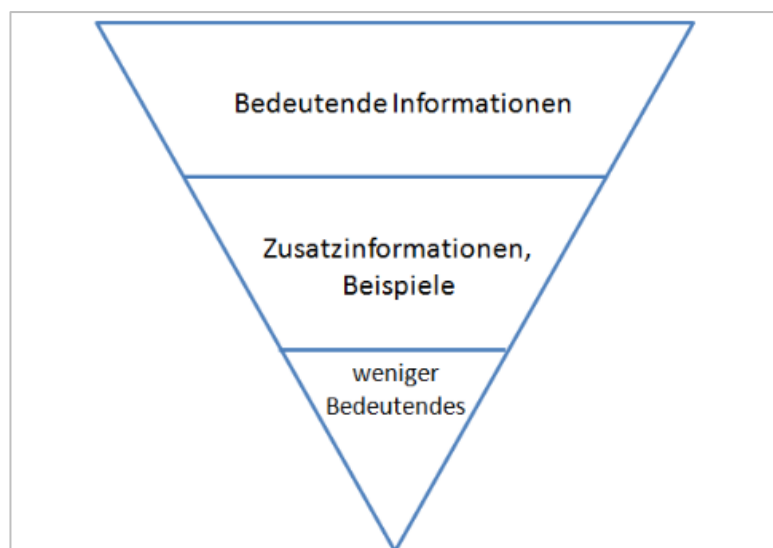 Bedeutende Informationen
Zusatzinformationen,
Beispiele
weniger
Bedeutendes